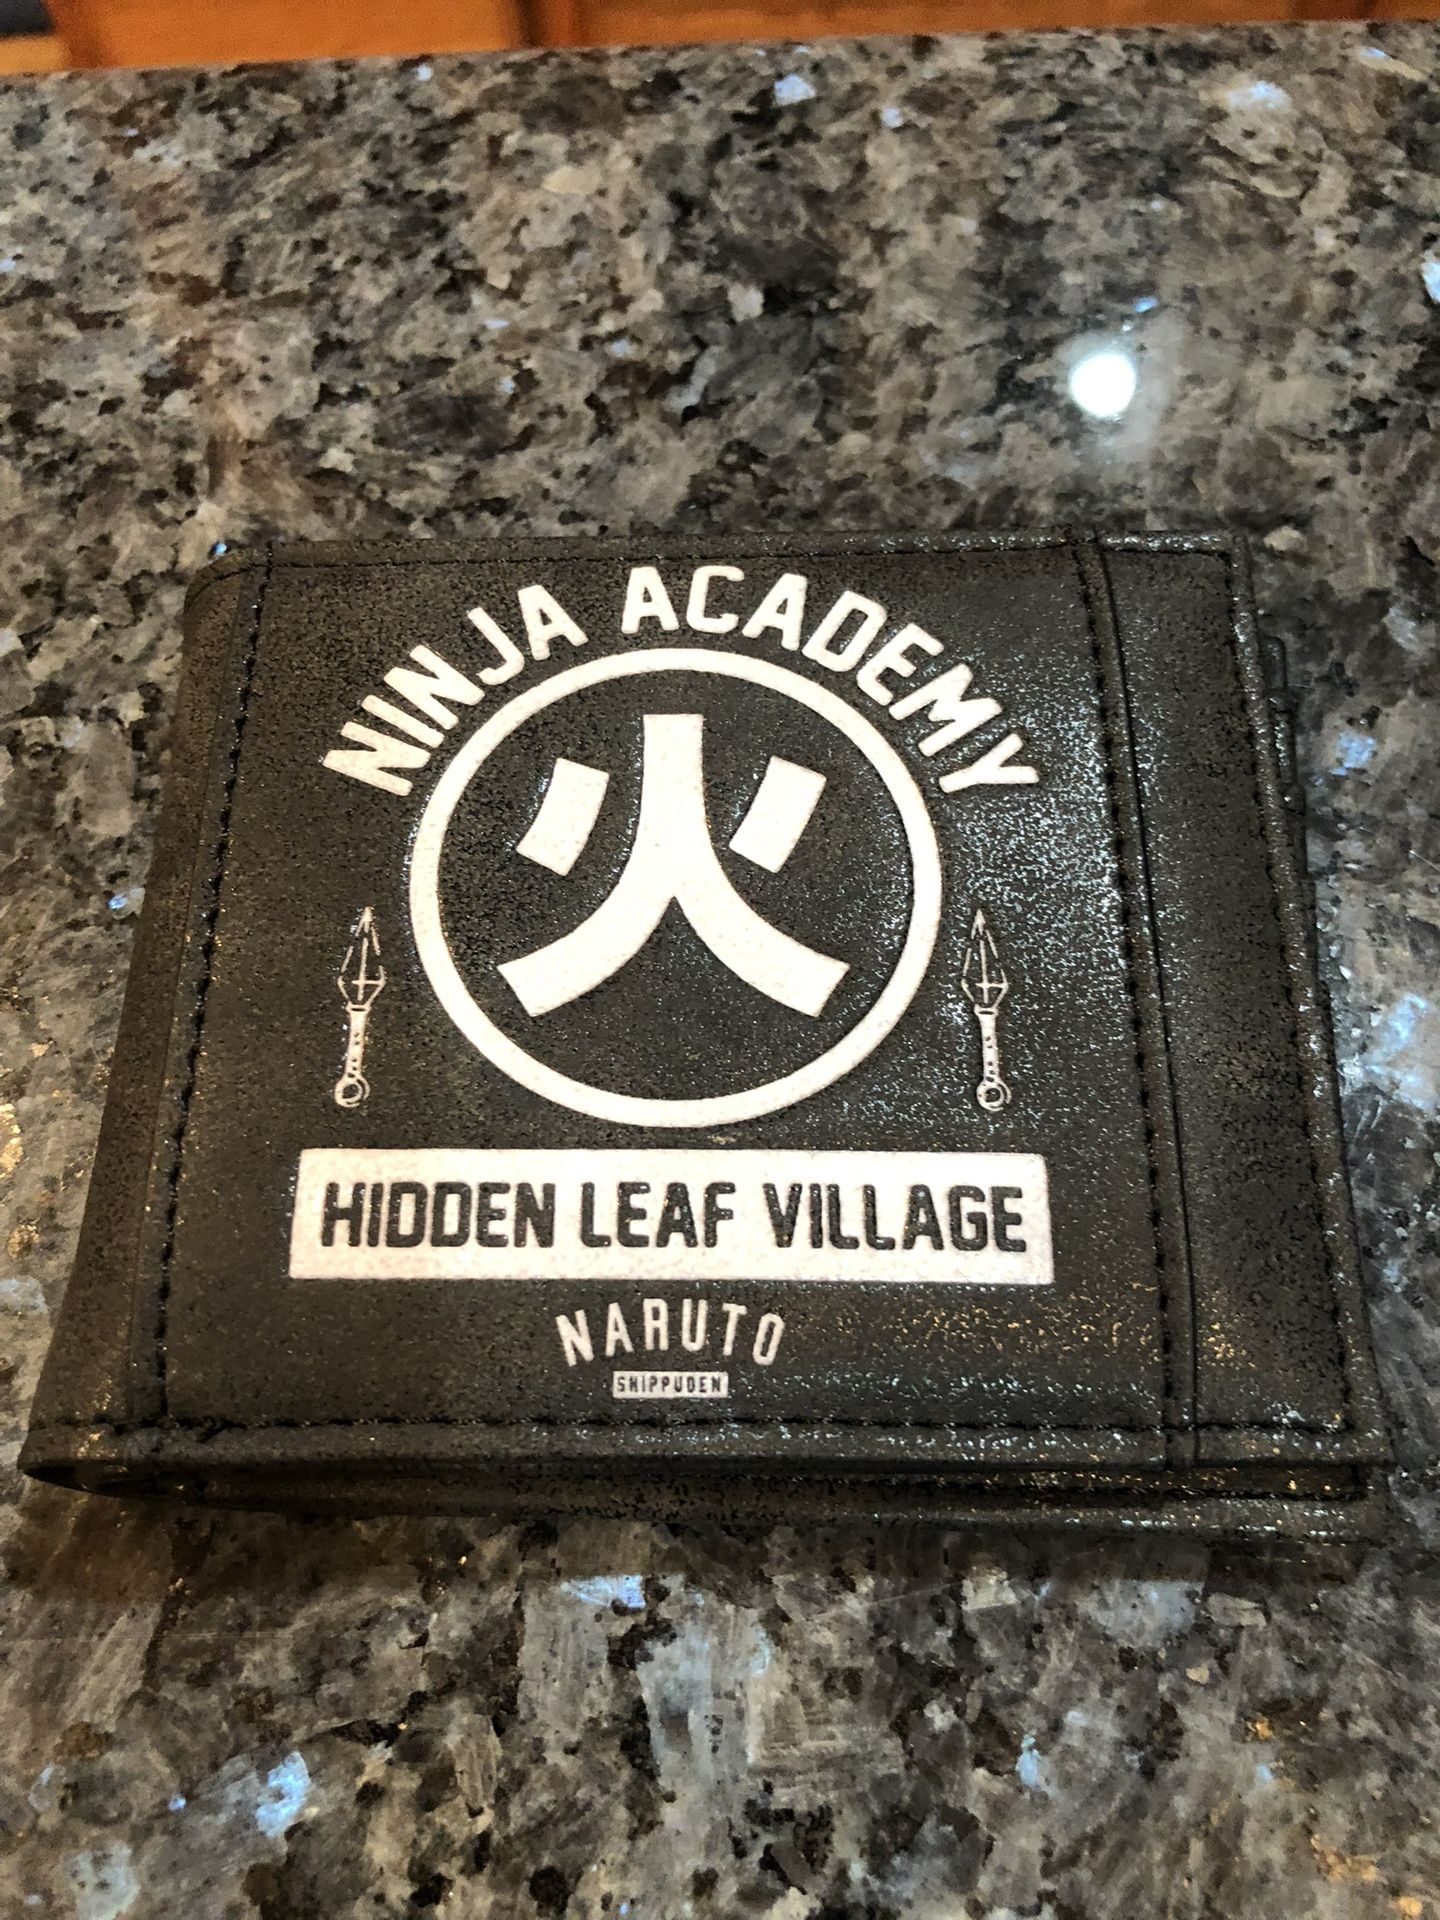 NINJA ACADEMY
火
HIDDEN LEAF VILLAGE
NARUTO
SHIPPUDEN